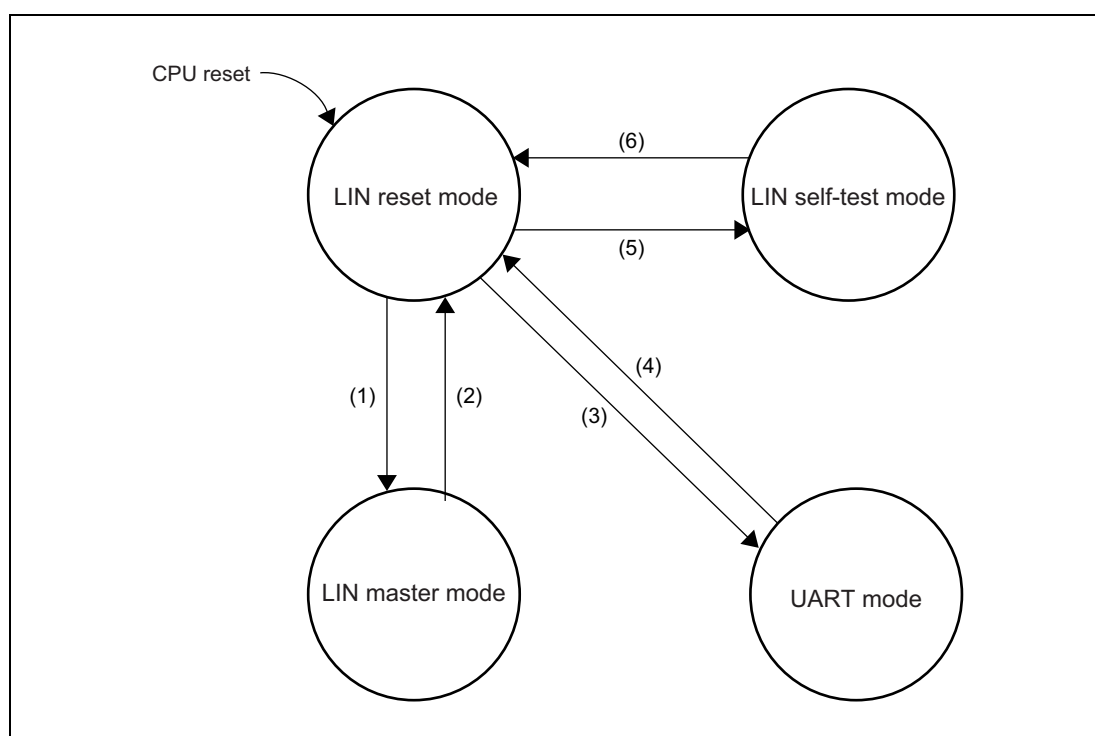 CPU reset
(6)
LIN reset mode
LIN self-test mode
(5)
(4)
(1)
(2)
(3)
LIN master mode
UART mode